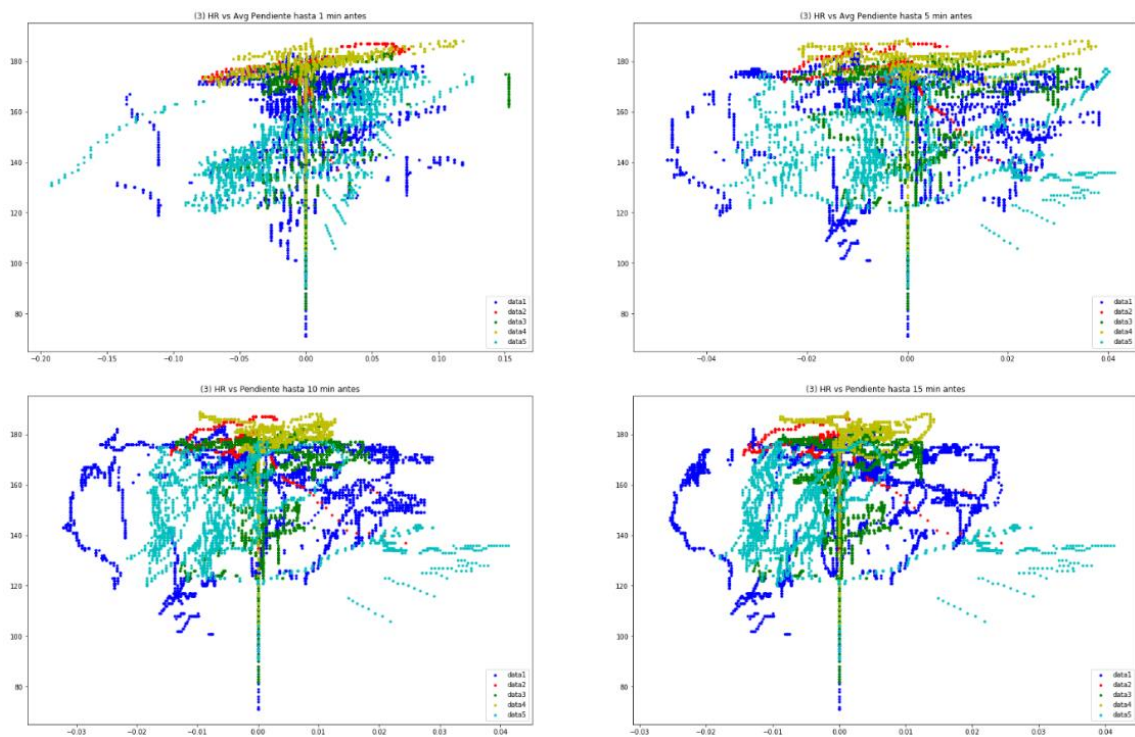 (3) HR vs Avg Pendiente hasta 1 min antes
180
160
140
120
100
80
−0.20 −0.15 −0.10 −0.05 0.00 0.05 0.10 0.15
data1
data2
data3
data4
data5
(3) HR vs Avg Pendiente hasta 5 min antes
180
160
140
120
100
80
−0.04 −0.02 0.00 0.02 0.04
data1
data2
data3
data4
data5
(3) HR vs Pendiente hasta 10 min antes
180
160
140
120
100
80
−0.03 −0.02 −0.01 0.00 0.01 0.02 0.03 0.04
data1
data2
data3
data4
data5
(3) HR vs Pendiente hasta 15 min antes
180
160
140
120
100
80
−0.03 −0.02 −0.01 0.00 0.01 0.02 0.03 0.04
data1
data2
data3
data4
data5